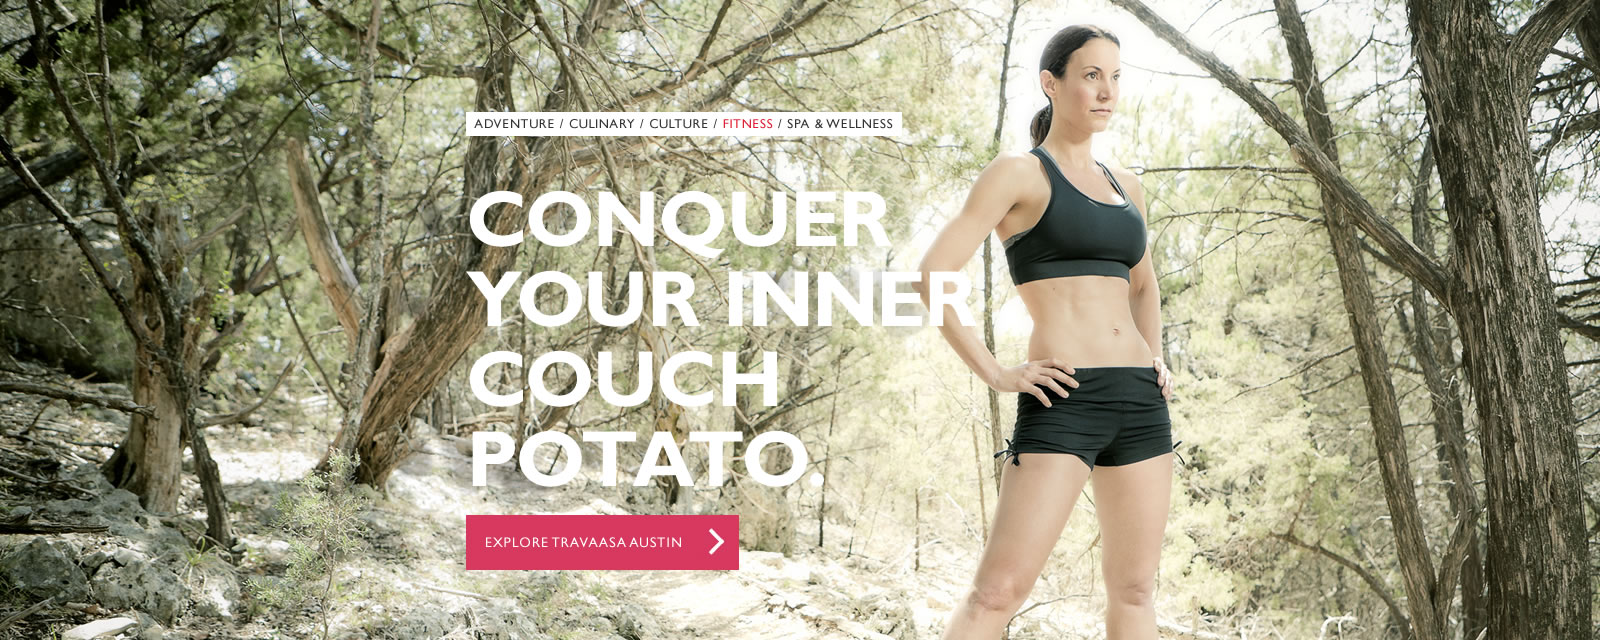 ADVENTURE / CULINARY / CULTURE / FITNESS / SPA & WELLNESS
CONQUER
YOUR INNER
COUCH
POTATO.
EXPLORE TRAVAASA AUSTIN